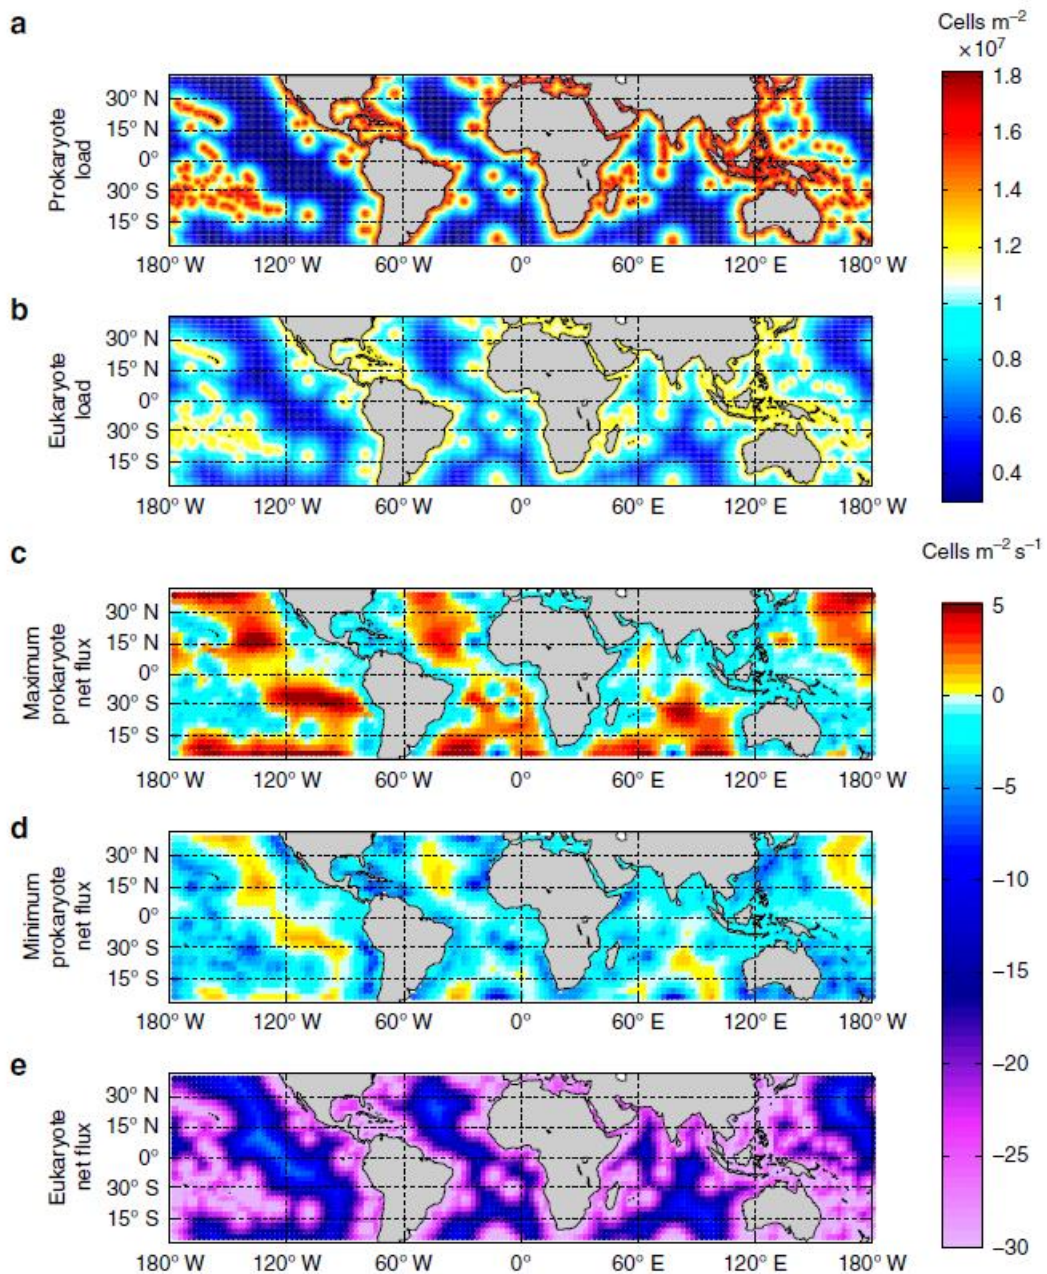 a
Cells m⁻²
×10⁷
Prokaryote
load
30° N
15° N
0°
30° S
15° S
180° W 120° W 60° W 0° 60° E 120° E 180° W
1.8
1.6
1.4
1.2
1
0.8
0.6
0.4
b
Eukaryote
load
30° N
15° N
0°
30° S
15° S
180° W 120° W 60° W 0° 60° E 120° E 180° W
c
Cells m⁻² s⁻¹
Maximum
prokaryote
net flux
30° N
15° N
0°
30° S
15° S
180° W 120° W 60° W 0° 60° E 120° E 180° W
5
0
−5
−10
−15
−20
−25
−30
d
Minimum
prokaryote
net flux
30° N
15° N
0°
30° S
15° S
180° W 120° W 60° W 0° 60° E 120° E 180° W
e
Eukaryote
net flux
30° N
15° N
0°
30° S
15° S
180° W 120° W 60° W 0° 60° E 120° E 180° W